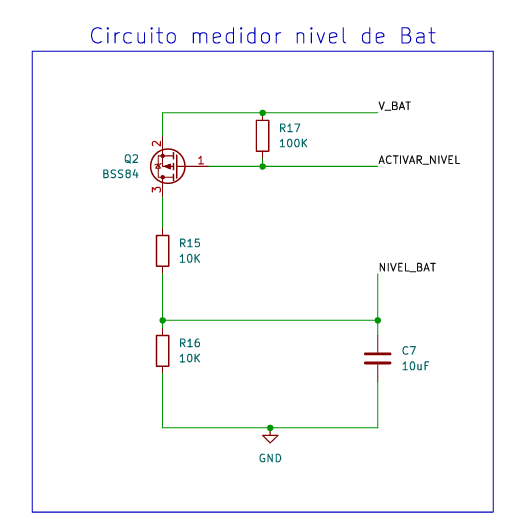 Circuito medidor nivel de Bat
V_BAT
R17
100K
2
Q2
BSS84
1
ACTIVAR_NIVEL
3
R15
10K
NIVEL_BAT
R16
10K
C7
10uF
GND